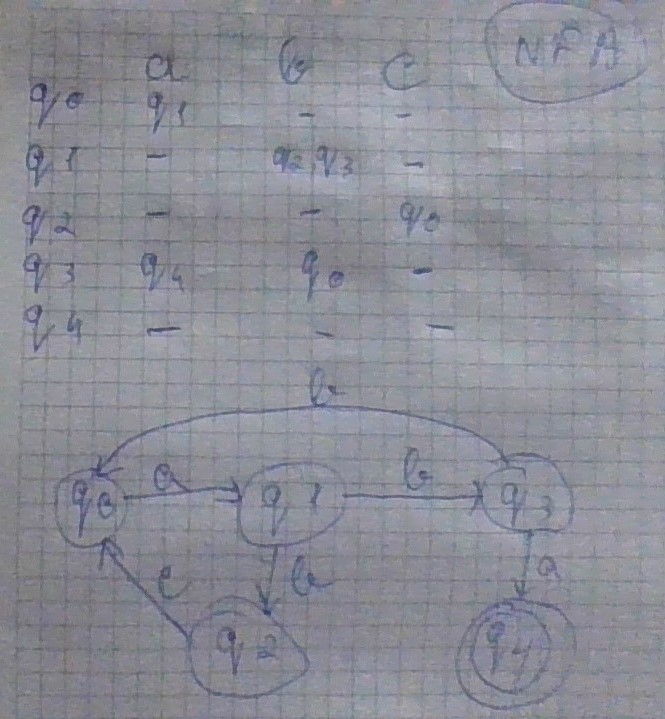 NFA
a b c
q0 q1 - -
q1 - q2,q3 -
q2 - - q0
q3 q4 q0 -
q4 - - -
b
q0 a q1 b q3
c b a
q2 q4